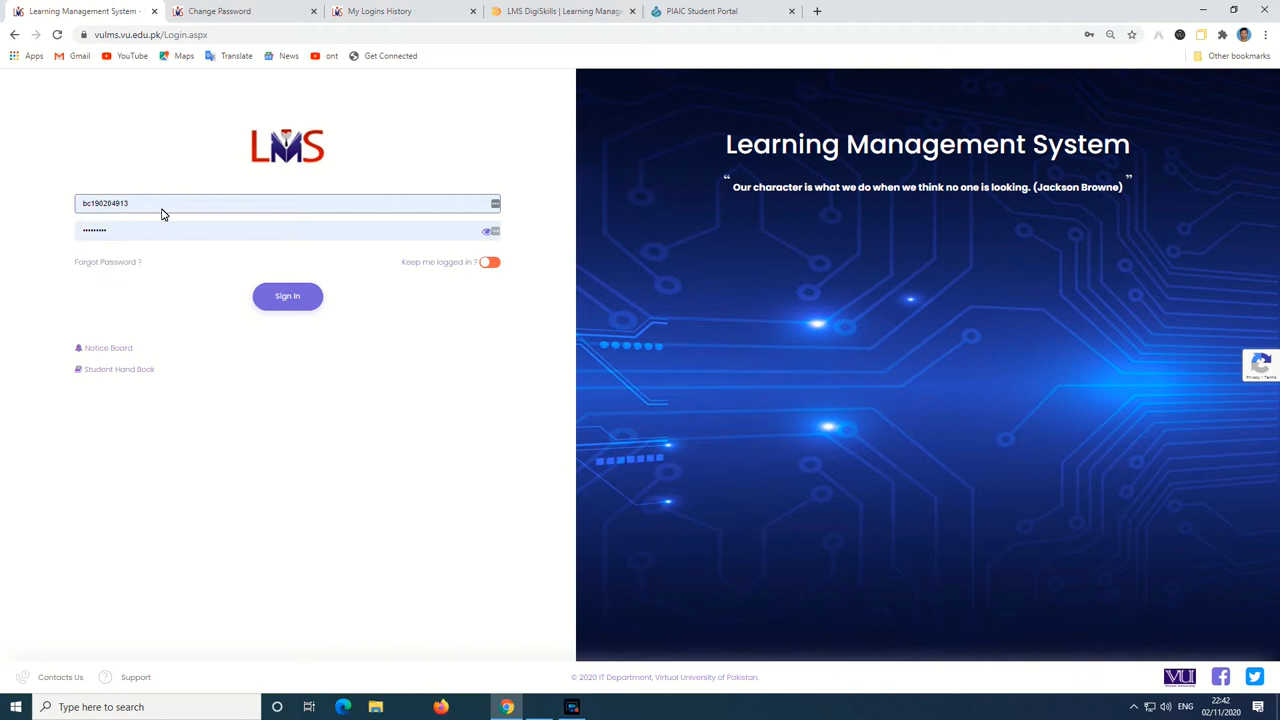 Learning Management System -
Change Password
My Logins History
LMS DigiSkills | Learning Manage
PIAIC Student Portal
vulms.vu.edu.pk/Login.aspx
Apps
Gmail
YouTube
Maps
Translate
News
ont
Get Connected
Other bookmarks
LMS
bc190204913
•••••••••
Forgot Password ?
Keep me logged in ?
Sign In
Notice Board
Student Hand Book
Learning Management System
“ Our character is what we do when we think no one is looking. (Jackson Browne) ”
Privacy - Terms
Contacts Us
Support
© 2020 IT Department, Virtual University of Pakistan.
VU
Type here to search
ENG
22:42
02/11/2020